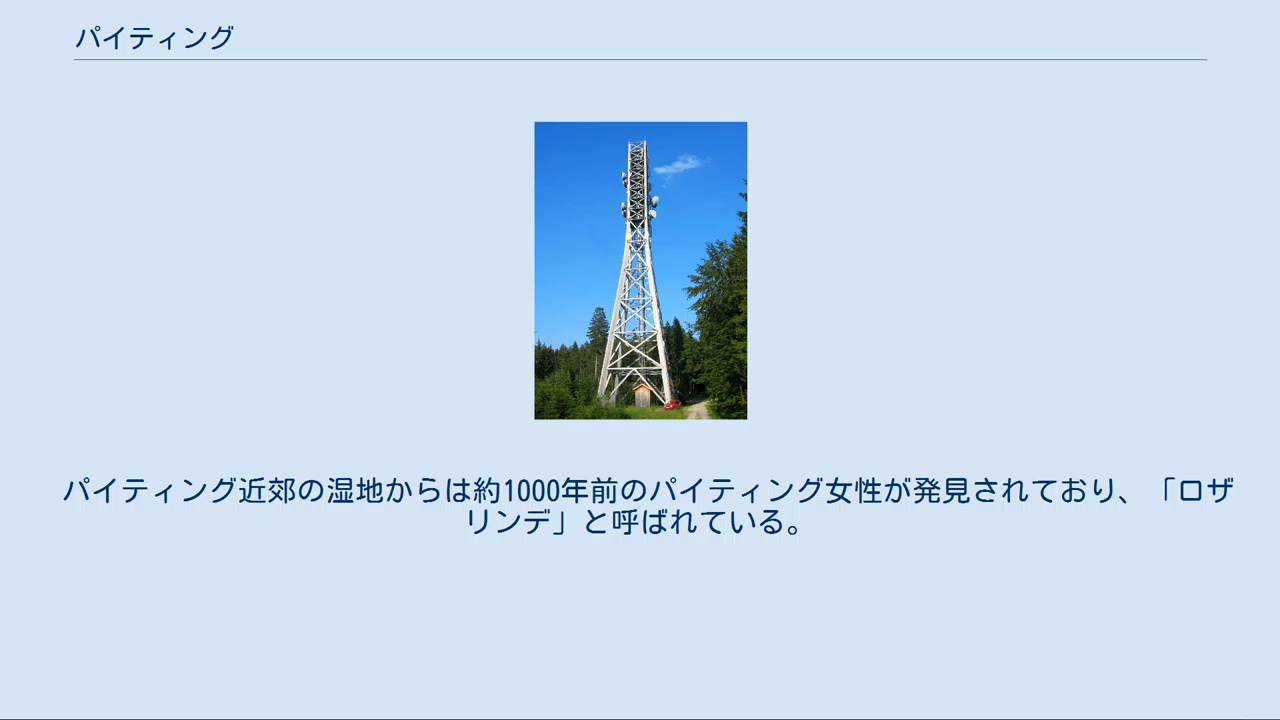 パイティング
パイティング近郊の湿地からは約1000年前のパイティング女性が発見されており、「ロザ
リンデ」と呼ばれている。